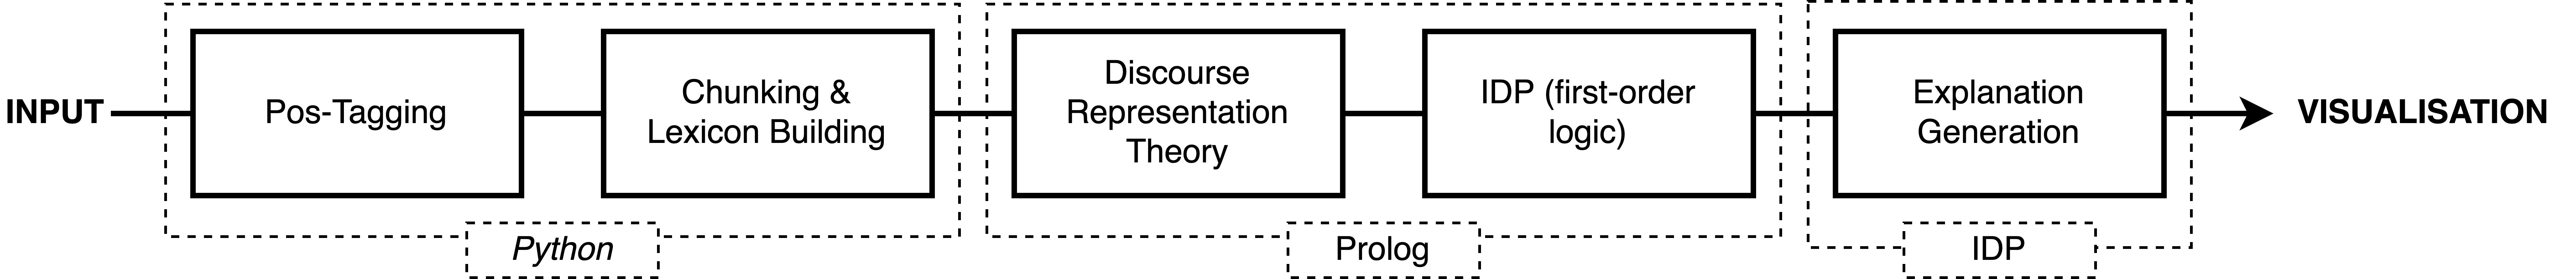 INPUT
Pos-Tagging
Chunking &
Lexicon Building
Discourse
Representation
Theory
IDP (first-order
logic)
Explanation
Generation
VISUALISATION
Python
Prolog
IDP